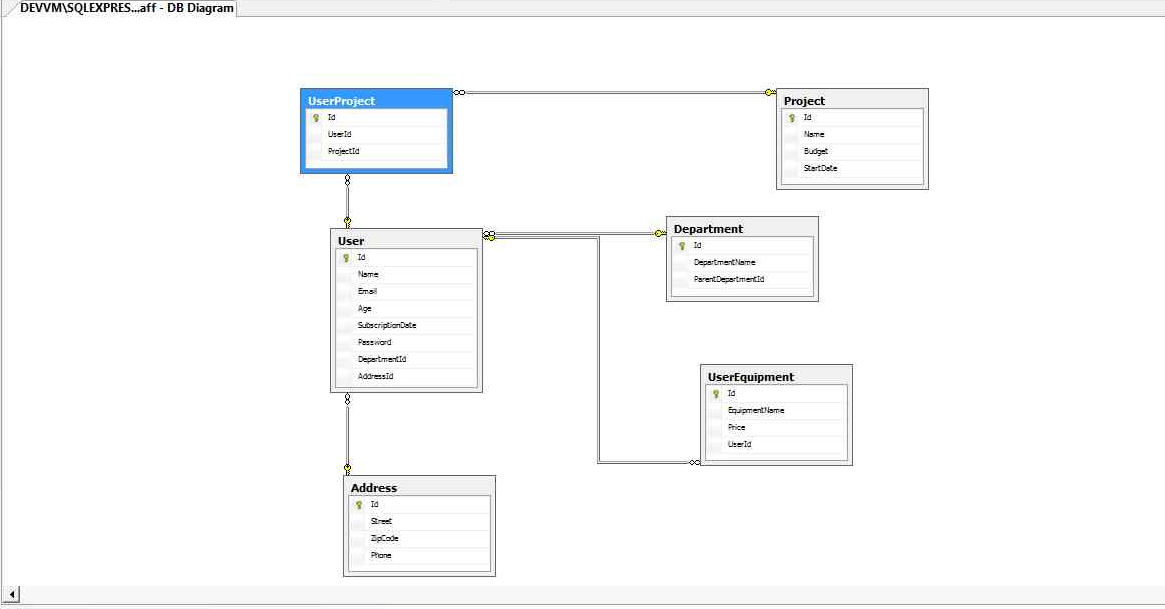 DEVVM\SQLEXPRES...aff - DB Diagram
UserProject
Id
UserId
ProjectId
Project
Id
Name
Budget
StartDate
User
Id
Name
Email
Age
SubscriptionDate
Password
DepartmentId
AddressId
Department
Id
DepartmentName
ParentDepartmentId
UserEquipment
Id
EquipmentName
Price
UserId
Address
Id
Street
ZipCode
Phone